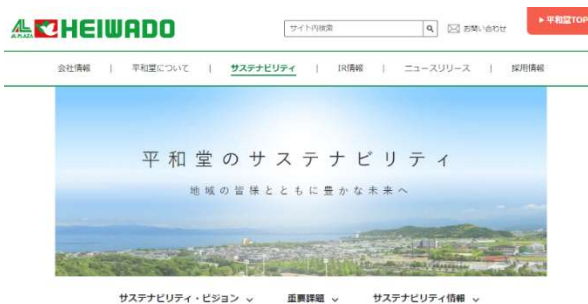 AL PLAZA HEIWADO
サイト内検索
お問い合わせ
平和堂TOP
会社情報 | 平和堂について | サステナビリティ | IR情報 | ニュースリリース | 採用情報
平和堂のサステナビリティ
地域の皆様とともに豊かな未来へ
サステナビリティ・ビジョン 重要課題 サステナビリティ情報